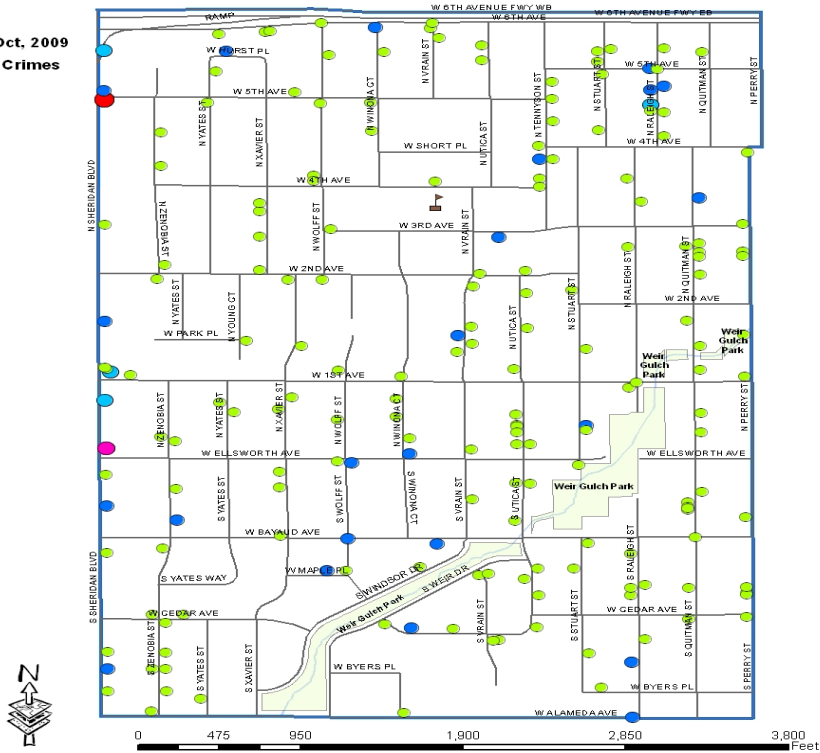 W 6TH AVENUE FWY WB
W 6TH AVENUE FWY EB
RAMP
W 6TH AVE
Oct, 2009
Crimes
W HURST PL
N VRAIN ST
W 5TH AVE
N STUART ST
N QUITMAN ST
N PERRY ST
W 5TH AVE
N WINONA CT
N TENNYSON ST
N RALEIGH ST
N YATES ST
N XAVIER ST
N UTICA ST
W SHORT PL
W 4TH AVE
W 4TH AVE
N SHERIDAN BLVD
N ZENOBIA ST
N WOLFF ST
W 3RD AVE
N VRAIN ST
N RALEIGH ST
N QUITMAN ST
W 2ND AVE
N YATES ST
N YOUNG CT
N UTICA ST
N STUART ST
W 2ND AVE
W PARK PL
Weir
Gulch
Park
Weir
Gulch
Park
W 1ST AVE
N ZENOBIA ST
N YATES ST
N XAVIER ST
N WOLFF ST
N WINONA CT
N PERRY ST
W ELLSWORTH AVE
W ELLSWORTH AVE
Weir Gulch Park
S YATES ST
S WOLFF ST
S WINONA CT
S VRAIN ST
S UTICA ST
W BAYAUD AVE
S SHERIDAN BLVD
S YATES WAY
W MAPLE PL
S WINDSOR DR
S WEIR DR
Weir Gulch Park
S RALEIGH ST
W CEDAR AVE
W CEDAR AVE
S VRAIN ST
S STUART ST
S QUITMAN ST
S ZENOBIA ST
S YATES ST
S XAVIER ST
S PERRY ST
W BYERS PL
W BYERS PL
W ALAMEDA AVE
N
0 475 950 1,900 2,850 3,800
Feet